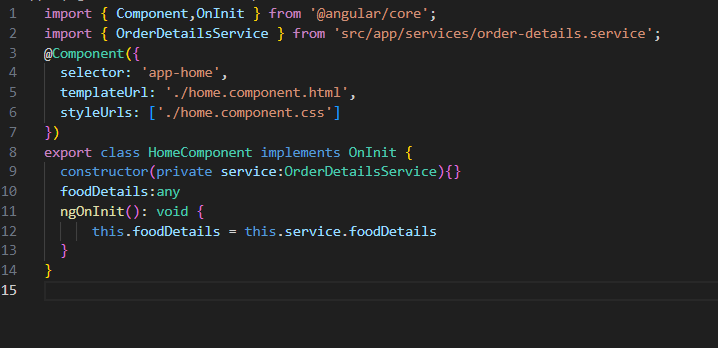 1 import { Component,OnInit } from '@angular/core';
2 import { OrderDetailsService } from 'src/app/services/order-details.service';
3 @Component({
4   selector: 'app-home',
5   templateUrl: './home.component.html',
6   styleUrls: ['./home.component.css']
7 })
8 export class HomeComponent implements OnInit {
9   constructor(private service:OrderDetailsService){}
10   foodDetails:any
11   ngOnInit(): void {
12       this.foodDetails = this.service.foodDetails
13   }
14 }
15